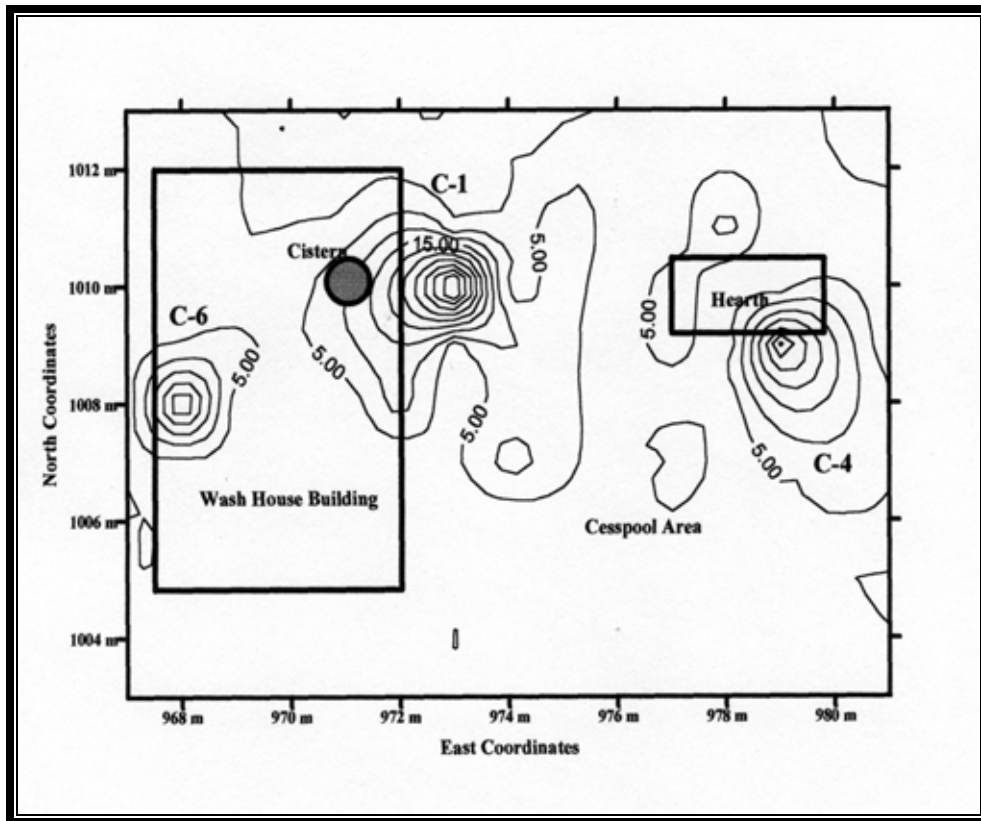 1012 m
C-1
Cistern
15.00
5.00
1010 m
Hearth
5.00
C-6
5.00
5.00
1008 m
5.00
5.00
C-4
North Coordinates
Wash House Building
1006 m
Cesspool Area
1004 m
968 m
970 m
972 m
974 m
976 m
978 m
980 m
East Coordinates